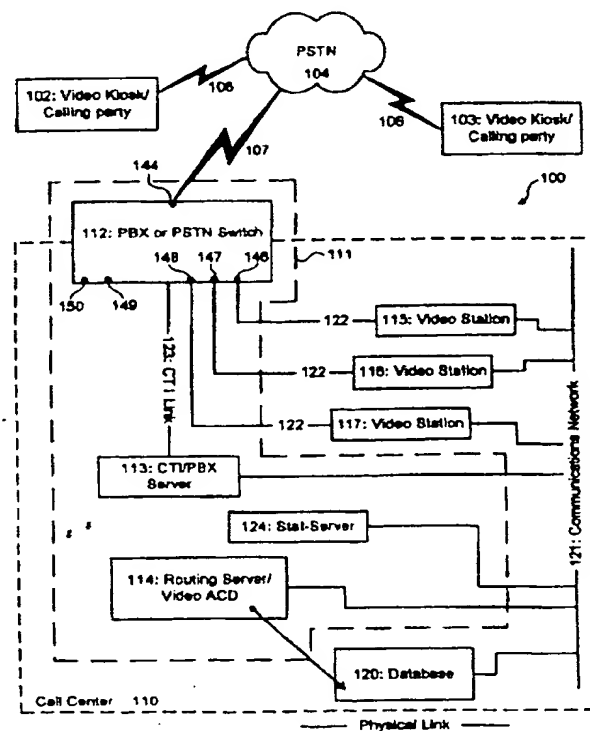 PSTN
104
106
102: Video Kiosk/
Calling party
106
103: Video Kiosk/
Calling party
107
144
100
112: PBX or PSTN Switch
148
147
146
111
150
149
122
115: Video Station
122
116: Video Station
123: CTI Link
122
117: Video Station
121: Communications Network
113: CTI/PBX
Server
124: Stat-Server
114: Routing Server/
Video ACD
120: Database
Call Center 110
Physical Link